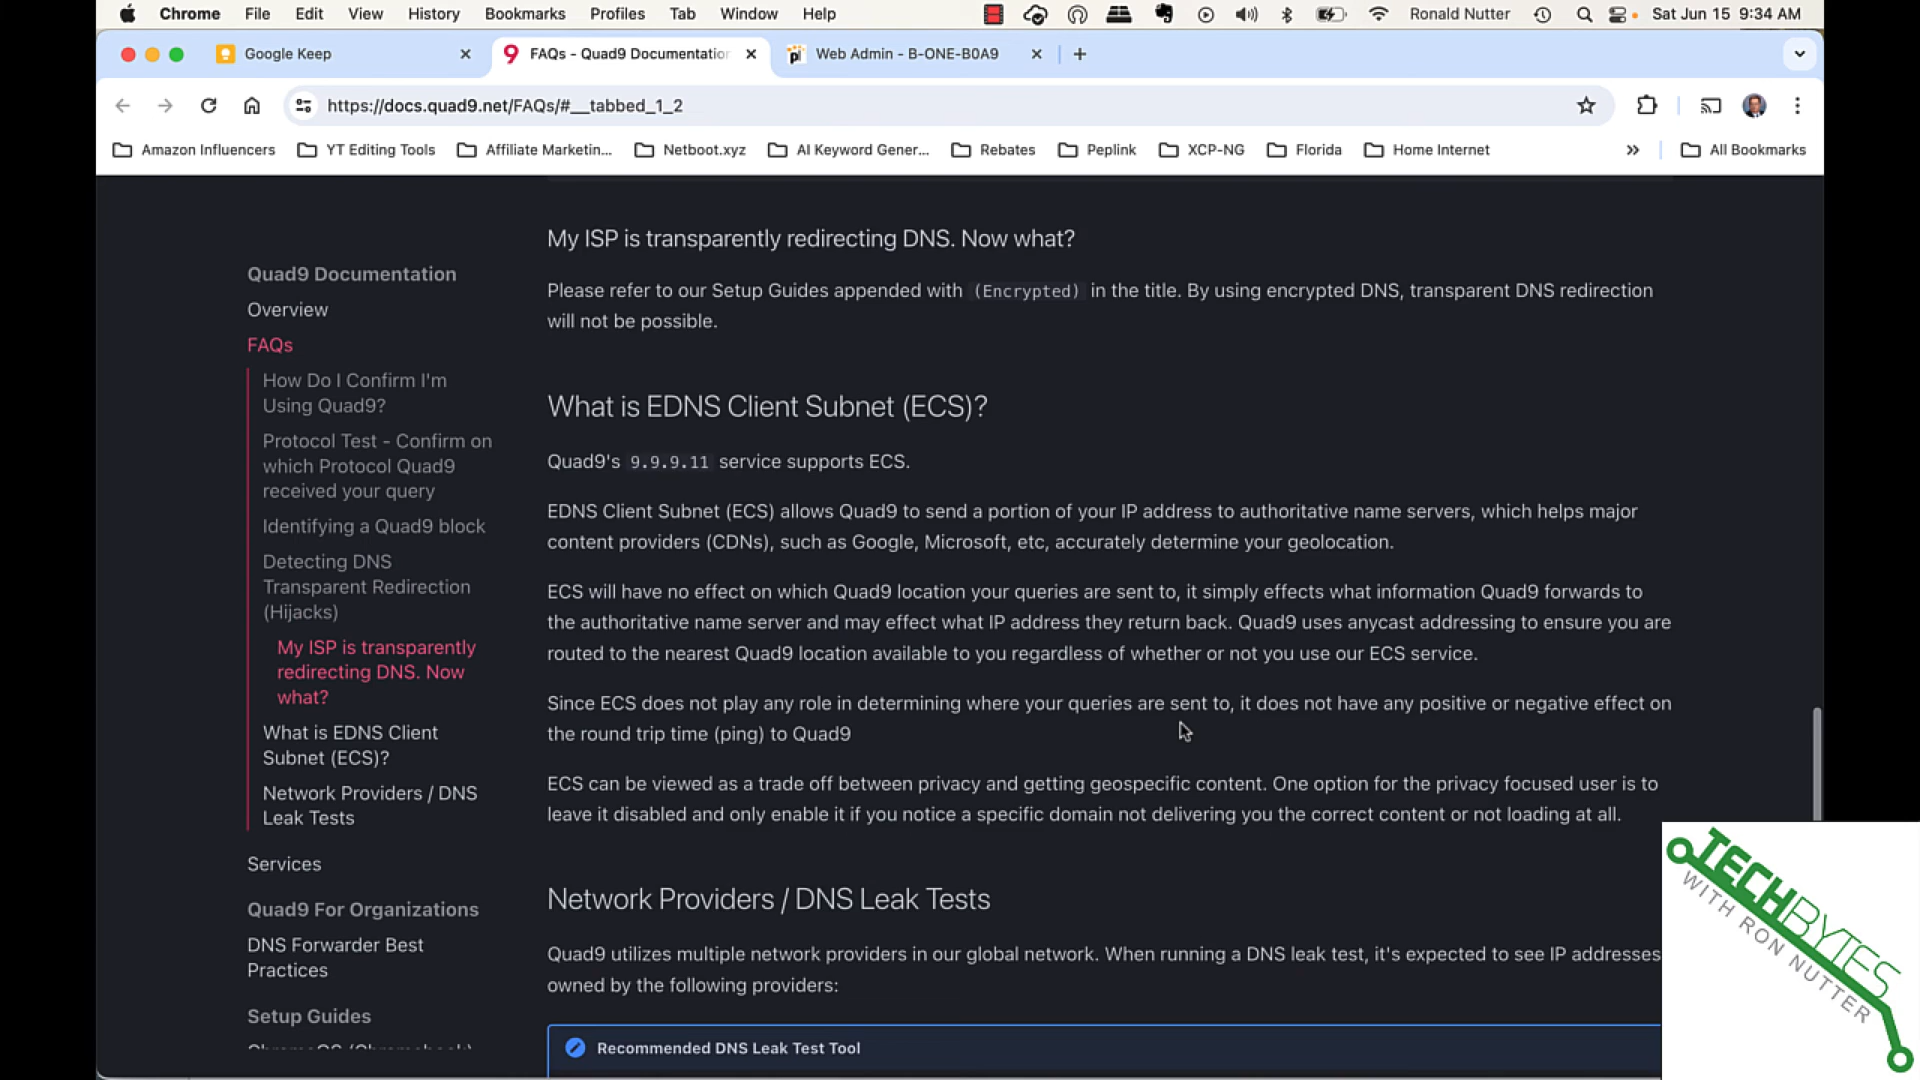 Chrome File Edit View History Bookmarks Profiles Tab Window Help Ronald Nutter Sat Jun 15 9:34 AM
Google Keep FAQs - Quad9 Documentation Web Admin - B-ONE-B0A9
https://docs.quad9.net/FAQs/#__tabbed_1_2
Amazon Influencers YT Editing Tools Affiliate Marketin... Netboot.xyz AI Keyword Gener... Rebates Peplink XCP-NG Florida Home Internet » All Bookmarks
Quad9 Documentation
Overview
FAQs
How Do I Confirm I'm
Using Quad9?
Protocol Test - Confirm on
which Protocol Quad9
received your query
Identifying a Quad9 block
Detecting DNS
Transparent Redirection
(Hijacks)
My ISP is transparently
redirecting DNS. Now
what?
What is EDNS Client
Subnet (ECS)?
Network Providers / DNS
Leak Tests
Services
Quad9 For Organizations
DNS Forwarder Best
Practices
Setup Guides
ChromeOS (Chromebook)
My ISP is transparently redirecting DNS. Now what?
Please refer to our Setup Guides appended with (Encrypted) in the title. By using encrypted DNS, transparent DNS redirection
will not be possible.
What is EDNS Client Subnet (ECS)?
Quad9's 9.9.9.11 service supports ECS.
EDNS Client Subnet (ECS) allows Quad9 to send a portion of your IP address to authoritative name servers, which helps major
content providers (CDNs), such as Google, Microsoft, etc, accurately determine your geolocation.
ECS will have no effect on which Quad9 location your queries are sent to, it simply effects what information Quad9 forwards to
the authoritative name server and may effect what IP address they return back. Quad9 uses anycast addressing to ensure you are
routed to the nearest Quad9 location available to you regardless of whether or not you use our ECS service.
Since ECS does not play any role in determining where your queries are sent to, it does not have any positive or negative effect on
the round trip time (ping) to Quad9
ECS can be viewed as a trade off between privacy and getting geospecific content. One option for the privacy focused user is to
leave it disabled and only enable it if you notice a specific domain not delivering you the correct content or not loading at all.
Network Providers / DNS Leak Tests
Quad9 utilizes multiple network providers in our global network. When running a DNS leak test, it's expected to see IP addresses
owned by the following providers:
Recommended DNS Leak Test Tool
TECHBYTES
WITH RON NUTTER